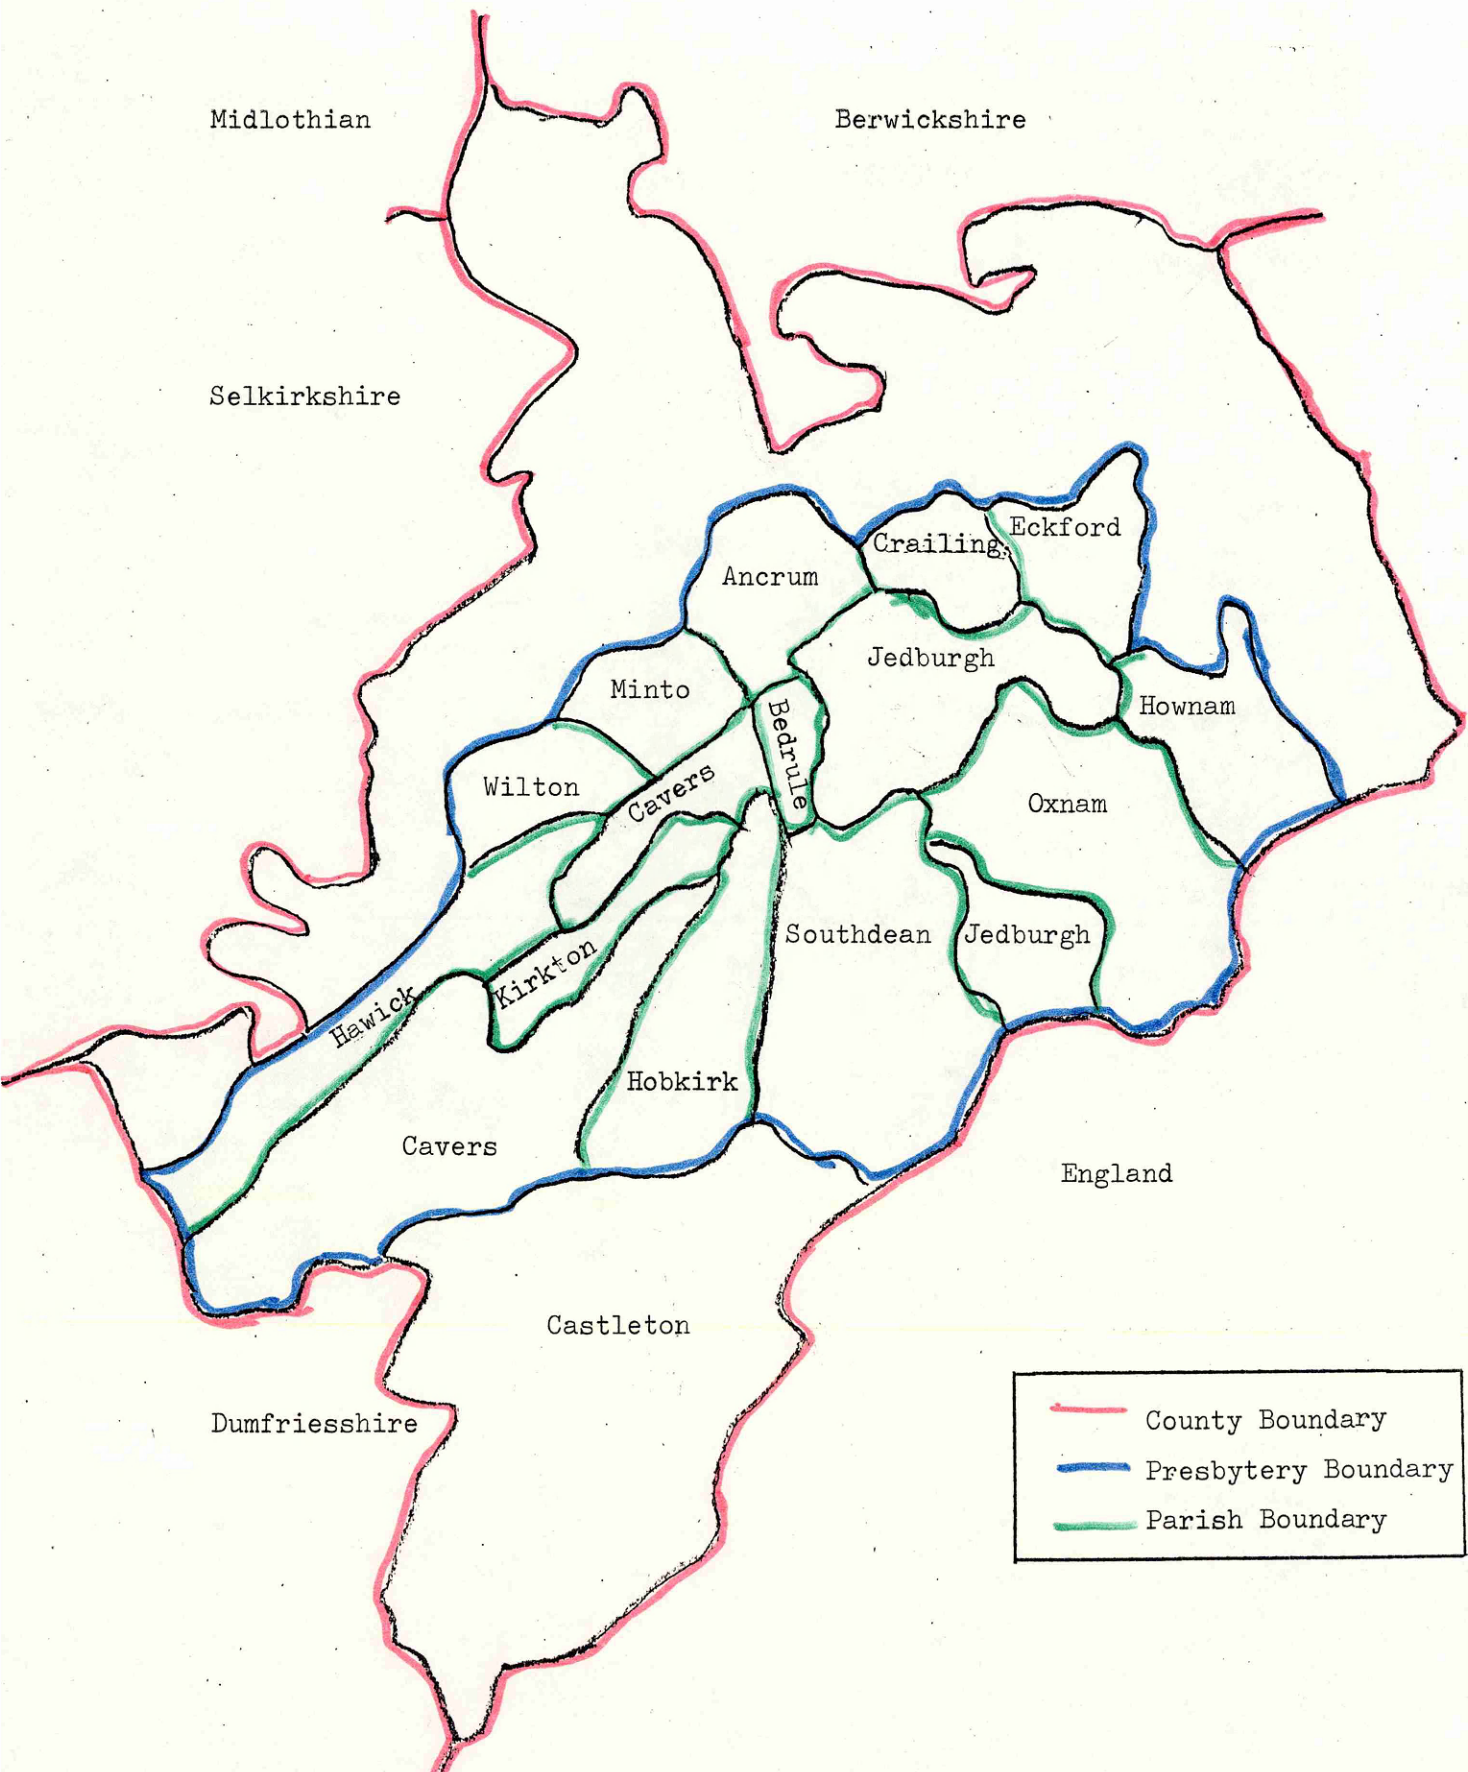 Midlothian
Berwickshire
Selkirkshire
Eckford
Crailing
Ancrum
Jedburgh
Minto
Hownam
Bedrule
Wilton
Cavers
Oxnam
Southdean
Jedburgh
Kirkton
Hawick
Hobkirk
Cavers
England
Castleton
Dumfriesshire
County Boundary
Presbytery Boundary
Parish Boundary